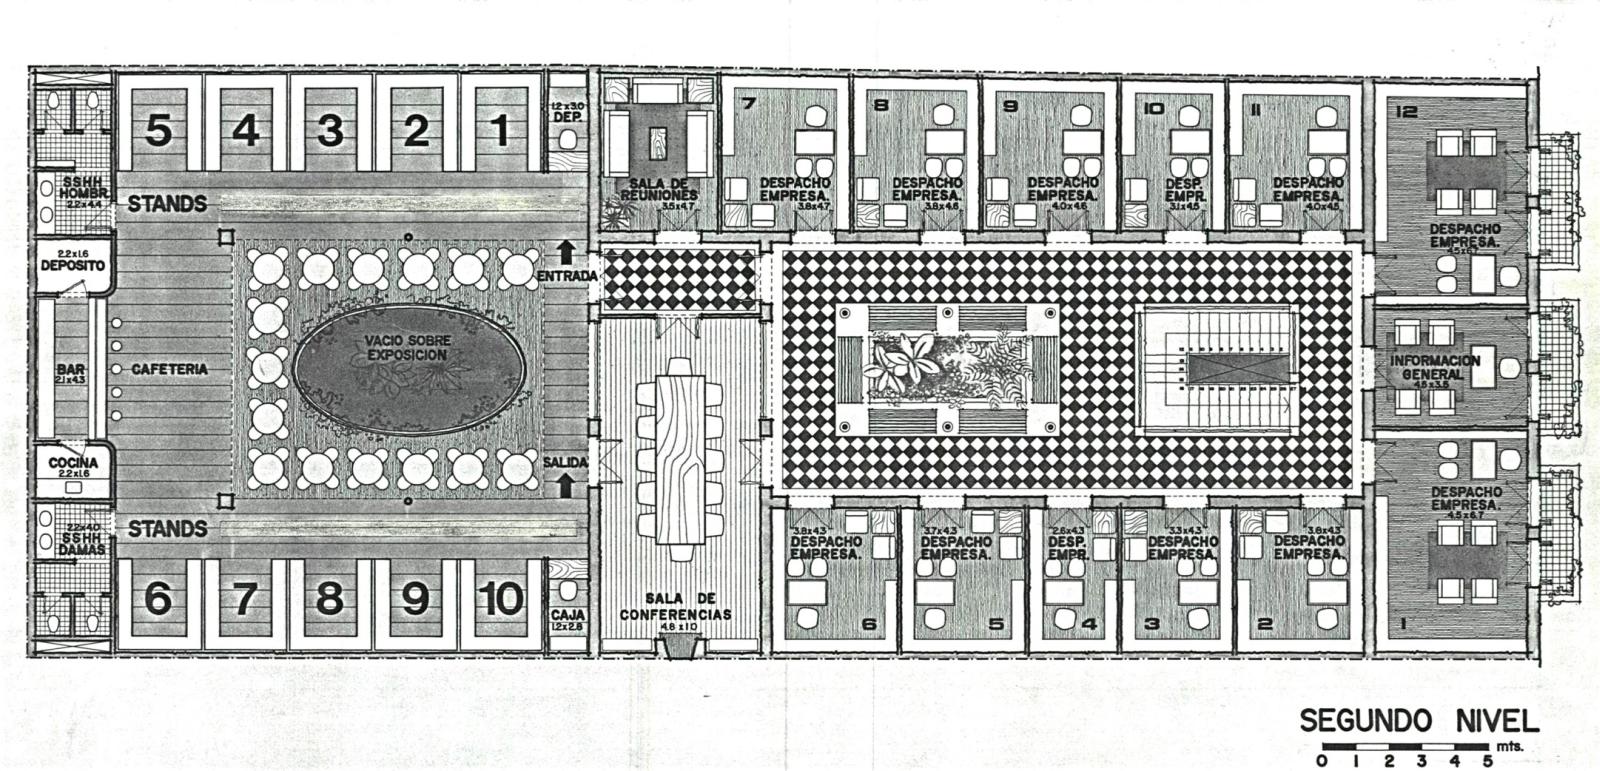 5
4
3
2
1
1.2 x 3.0
DEP.
SSHH
HOMBR.
2.2x4.4
STANDS
2.2x1.6
DEPOSITO
ENTRADA
BAR
2.1x4.3
CAFETERIA
VACIO SOBRE
EXPOSICION
COCINA
2.2x1.6
SALIDA
2.2x4.0
SSHH
DAMAS
STANDS
6
7
8
9
10
CAJA
1.2x2.8
SALA DE
REUNIONES
3.5x4.7
SALA DE
CONFERENCIAS
4.8 x 10
7
DESPACHO
EMPRESA.
3.8x4.7
8
DESPACHO
EMPRESA.
3.8x4.6
9
DESPACHO
EMPRESA.
4.0x4.6
10
DESP.
EMPR.
3.1x4.5
11
DESPACHO
EMPRESA.
4.0x4.5
12
DESPACHO
EMPRESA.
INFORMACION
GENERAL
4.5x3.5
DESPACHO
EMPRESA.
4.5x6.7
1
3.8x4.3
DESPACHO
EMPRESA.
6
3.7x4.3
DESPACHO
EMPRESA.
5
2.6x4.3
DESP.
EMPR.
4
3.3x4.3
DESPACHO
EMPRESA.
3
3.8x4.3
DESPACHO
EMPRESA.
2
SEGUNDO NIVEL
mts.
0 1 2 3 4 5